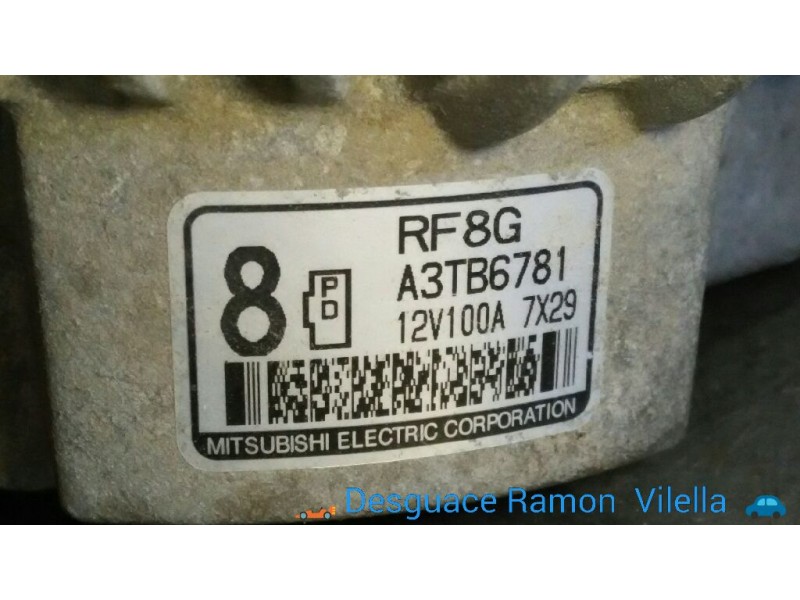 8
P
D
RF8G
A3TB6781
12V100A 7X29
MITSUBISHI ELECTRIC CORPORATION
Desguace Ramon Vilella